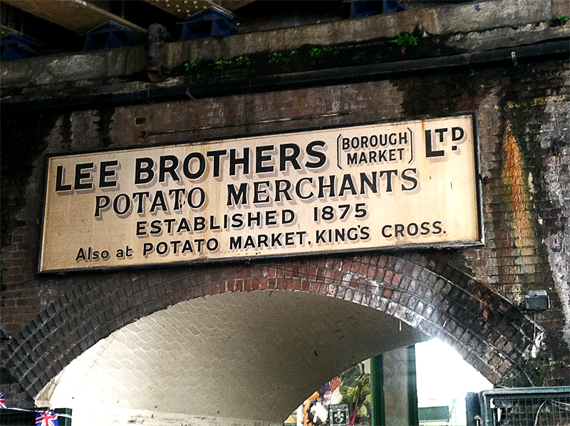 LEE BROTHERS (BOROUGH MARKET) LTD
POTATO MERCHANTS
ESTABLISHED 1875
Also at POTATO MARKET, KING'S CROSS.